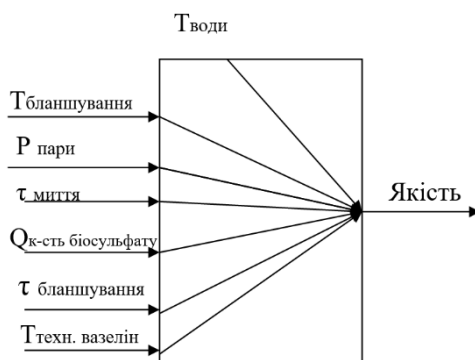 Tводи
Tбланшування
P пари
τ миття
Qк-сть біосульфату
τ бланшування
Tтехн. вазелін
Якість